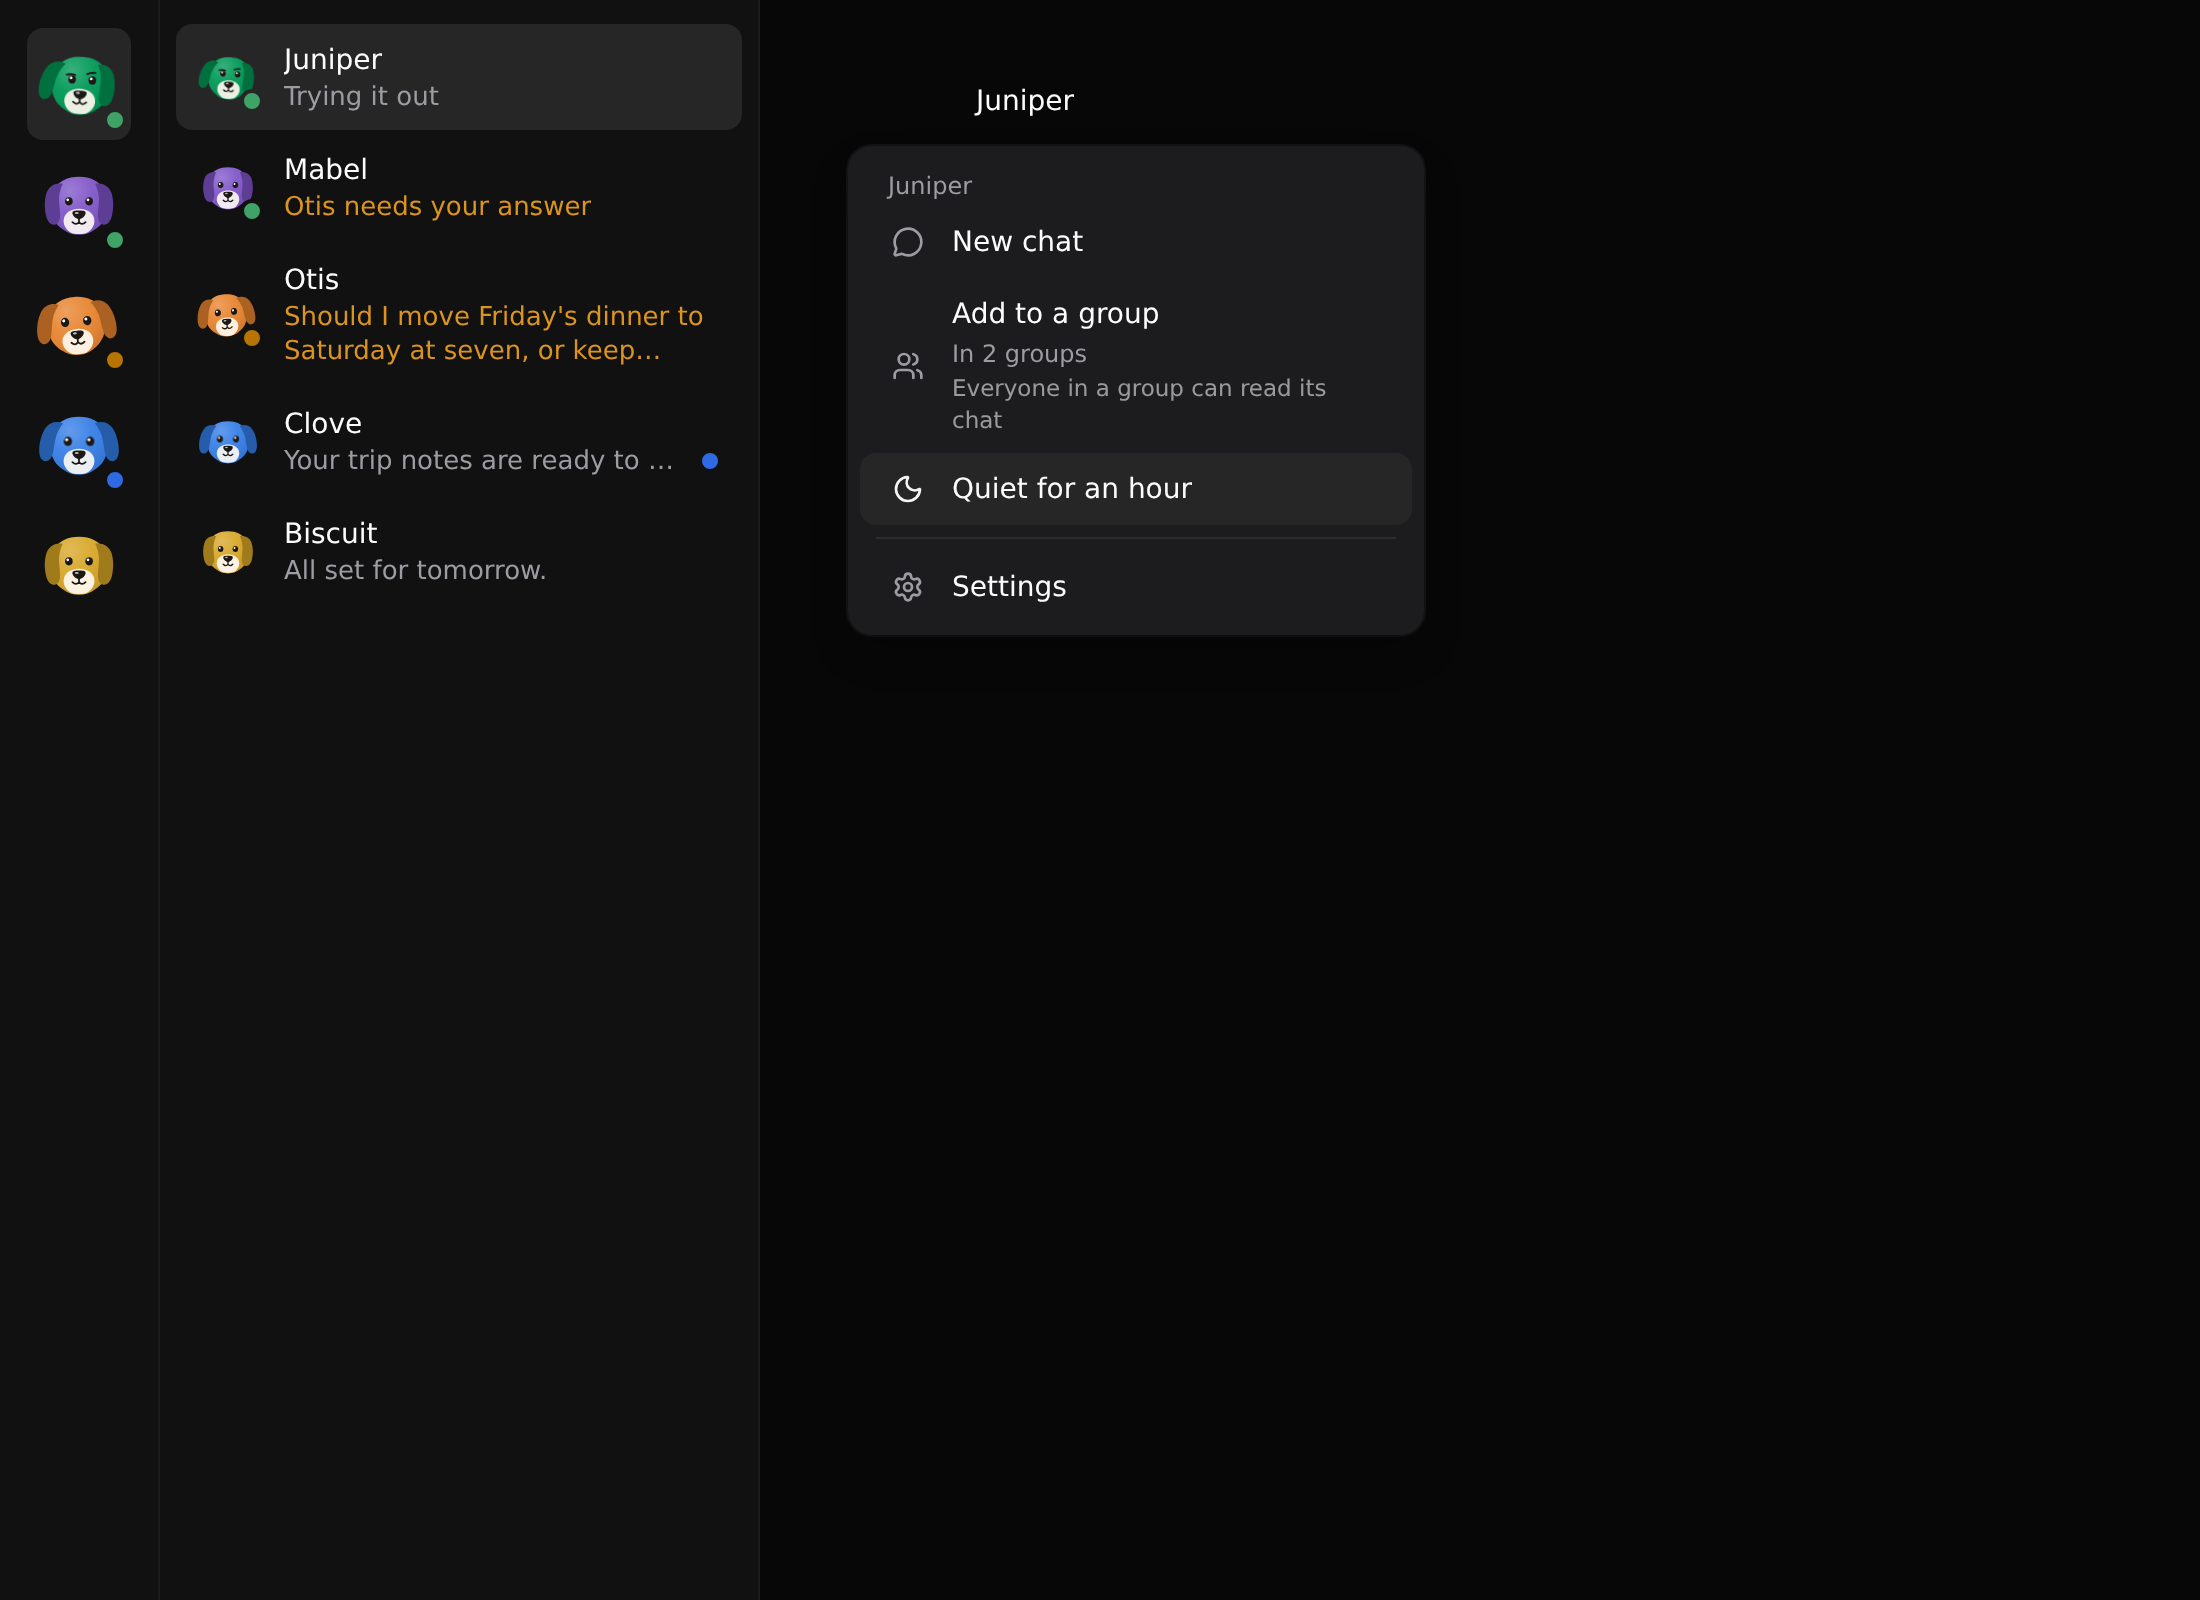 Juniper
Trying it out
Mabel
Otis needs your answer
Otis
Should I move Friday's dinner to
Saturday at seven, or keep...
Clove
Your trip notes are ready to ...
Biscuit
All set for tomorrow.
Juniper
Juniper
New chat
Add to a group
In 2 groups
Everyone in a group can read its
chat
Quiet for an hour
Settings